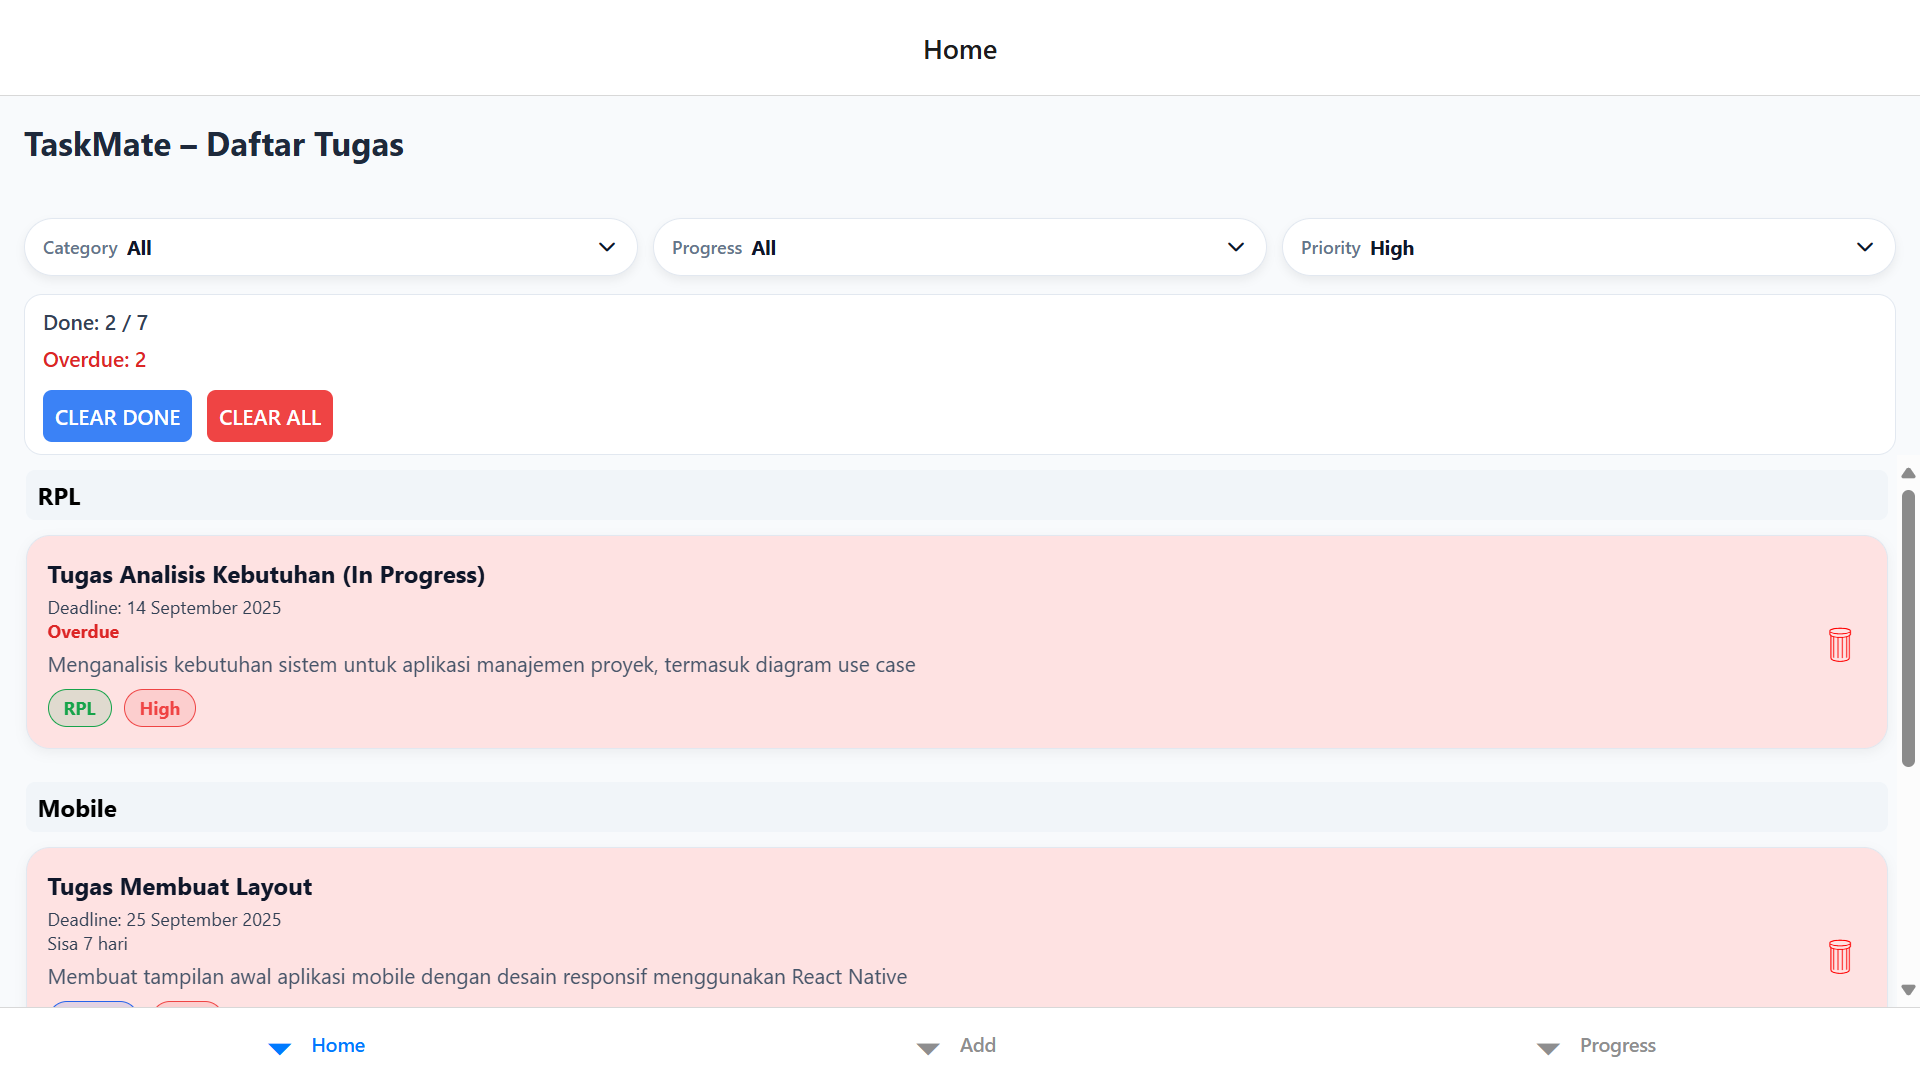 Home
TaskMate – Daftar Tugas
Category All
Progress All
Priority High
Done: 2 / 7
Overdue: 2
CLEAR DONE
CLEAR ALL
RPL
Tugas Analisis Kebutuhan (In Progress)
Deadline: 14 September 2025
Overdue
Menganalisis kebutuhan sistem untuk aplikasi manajemen proyek, termasuk diagram use case
RPL
High
Mobile
Tugas Membuat Layout
Deadline: 25 September 2025
Sisa 7 hari
Membuat tampilan awal aplikasi mobile dengan desain responsif menggunakan React Native
Home
Add
Progress